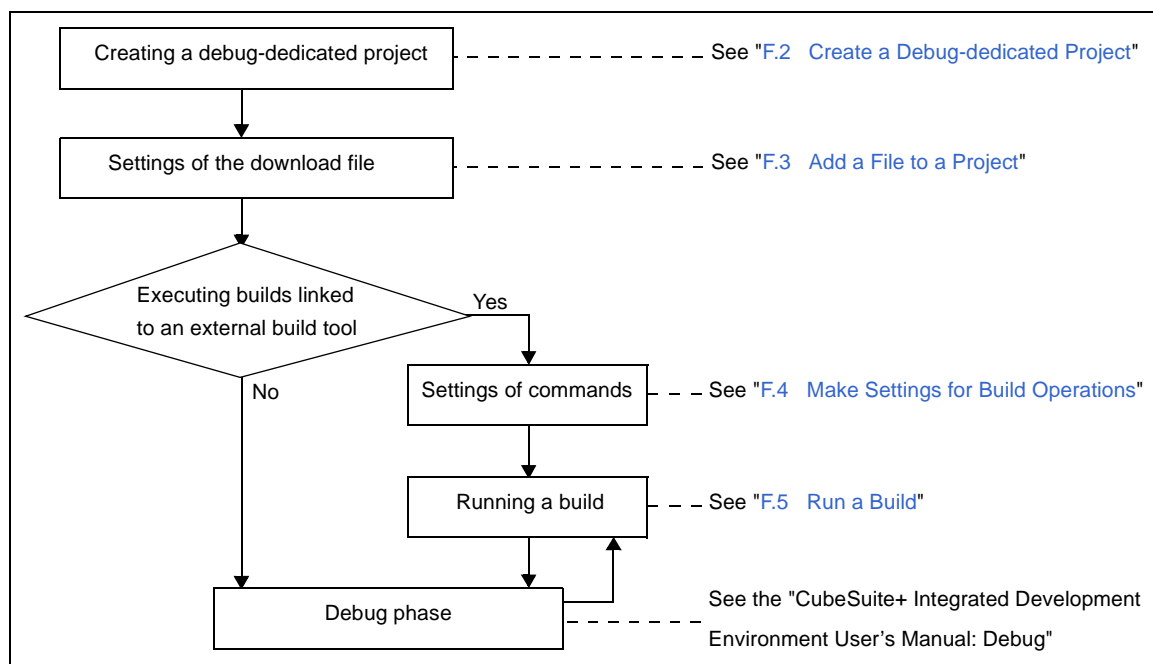 Creating a debug-dedicated project
See "F.2 Create a Debug-dedicated Project"
Settings of the download file
See "F.3 Add a File to a Project"
Executing builds linked
to an external build tool
Yes
No
Settings of commands
See "F.4 Make Settings for Build Operations"
Running a build
See "F.5 Run a Build"
Debug phase
See the "CubeSuite+ Integrated Development
Environment User's Manual: Debug"